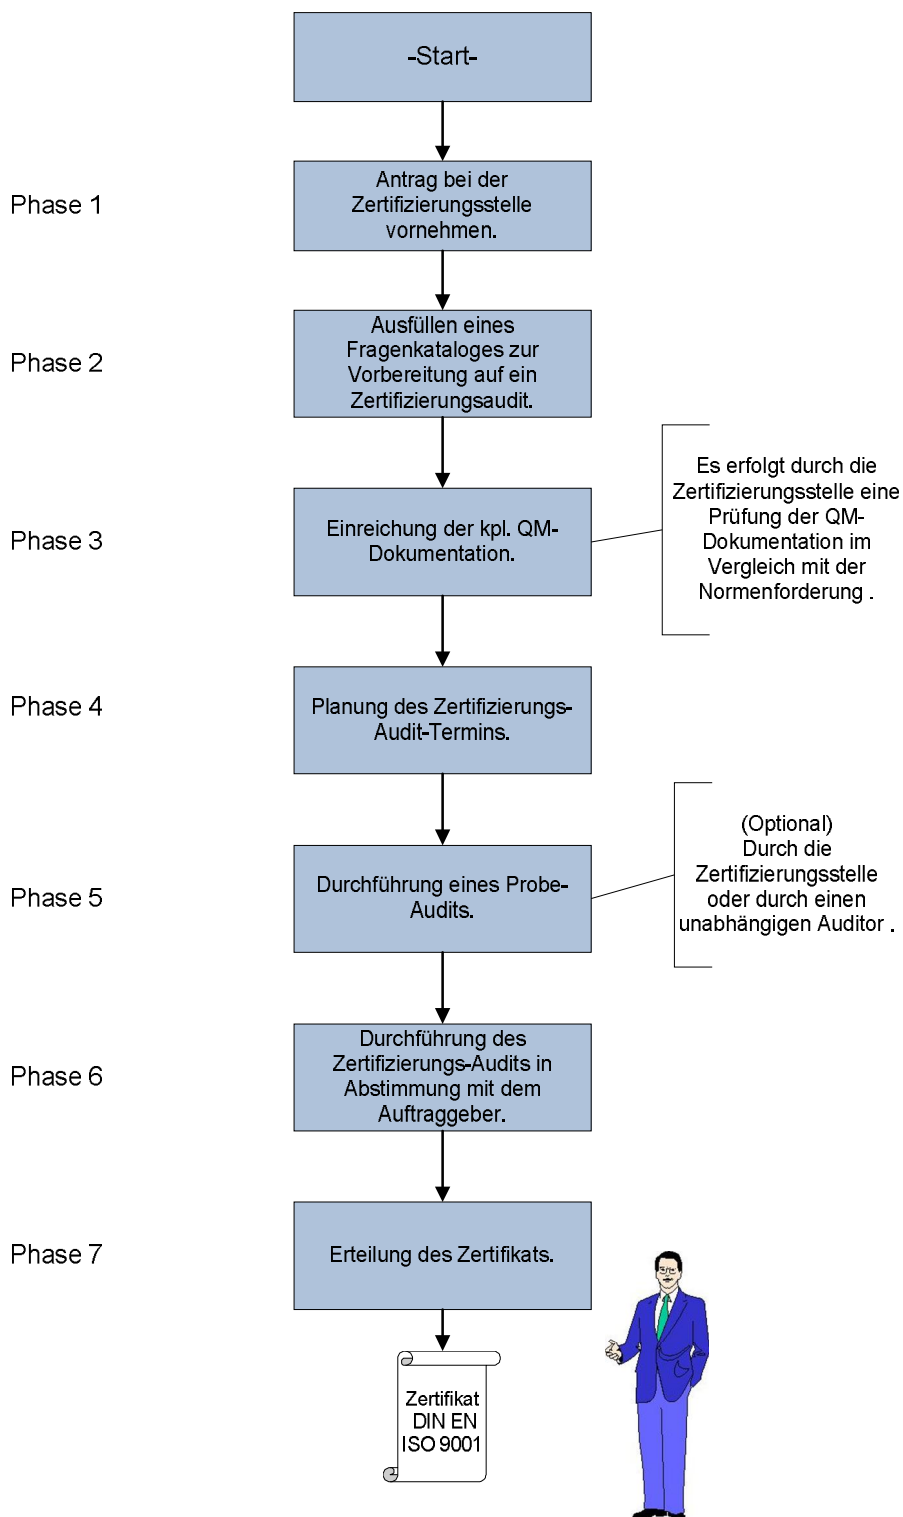 -Start-
Phase 1
Antrag bei der
Zertifizierungsstelle
vornehmen.
Phase 2
Ausfüllen eines
Fragenkataloges zur
Vorbereitung auf ein
Zertifizierungsaudit.
Phase 3
Einreichung der kpl. QM-
Dokumentation.
Es erfolgt durch die
Zertifizierungsstelle eine
Prüfung der QM-
Dokumentation im
Vergleich mit der
Normenforderung .
Phase 4
Planung des Zertifizierungs-
Audit-Termins.
Phase 5
Durchführung eines Probe-
Audits.
(Optional)
Durch die
Zertifizierungsstelle
oder durch einen
unabhängigen Auditor .
Phase 6
Durchführung des
Zertifizierungs-Audits in
Abstimmung mit dem
Auftraggeber.
Phase 7
Erteilung des Zertifikats.
Zertifikat
DIN EN
ISO 9001